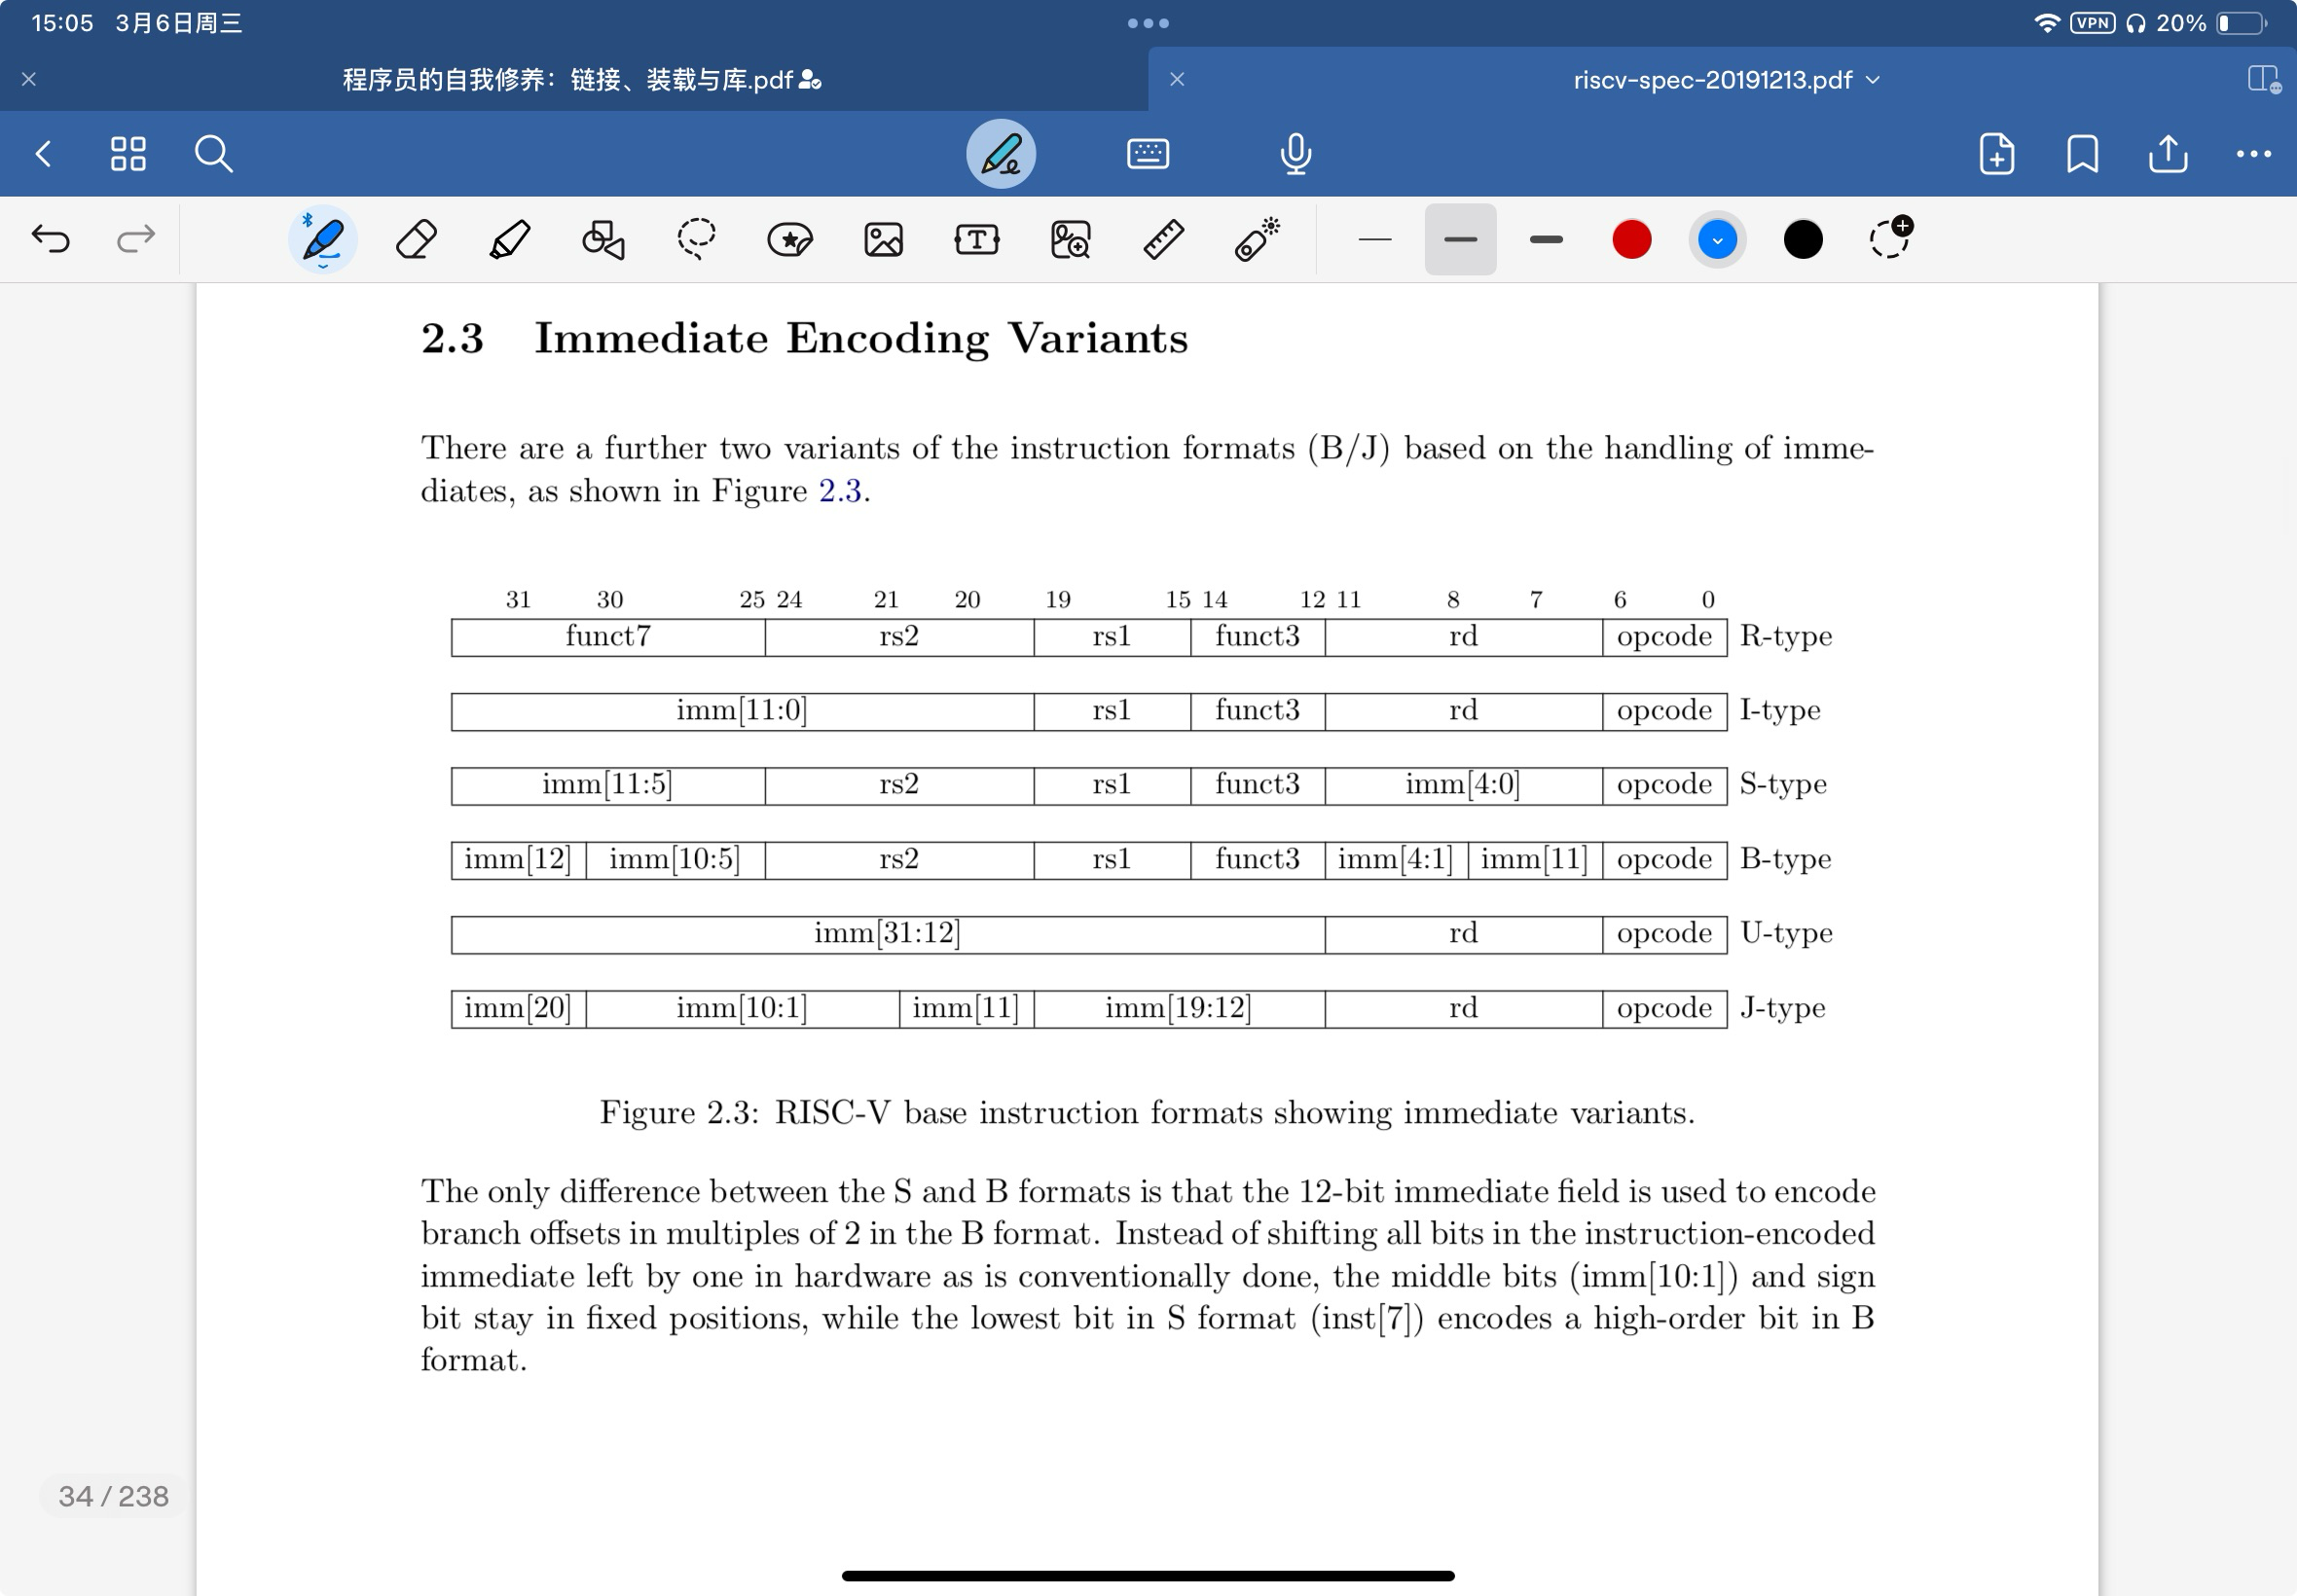 15:05 3月6日周三
VPN 20%
程序员的自我修养：链接、装载与库.pdf
riscv-spec-20191213.pdf
2.3 Immediate Encoding Variants
There are a further two variants of the instruction formats (B/J) based on the handling of imme-
diates, as shown in Figure 2.3.
31 30 25 24 21 20 19 15 14 12 11 8 7 6 0
funct7 rs2 rs1 funct3 rd opcode R-type
imm[11:0] rs1 funct3 rd opcode I-type
imm[11:5] rs2 rs1 funct3 imm[4:0] opcode S-type
imm[12] imm[10:5] rs2 rs1 funct3 imm[4:1] imm[11] opcode B-type
imm[31:12] rd opcode U-type
imm[20] imm[10:1] imm[11] imm[19:12] rd opcode J-type
Figure 2.3: RISC-V base instruction formats showing immediate variants.
The only difference between the S and B formats is that the 12-bit immediate field is used to encode
branch offsets in multiples of 2 in the B format. Instead of shifting all bits in the instruction-encoded
immediate left by one in hardware as is conventionally done, the middle bits (imm[10:1]) and sign
bit stay in fixed positions, while the lowest bit in S format (inst[7]) encodes a high-order bit in B
format.
34 / 238